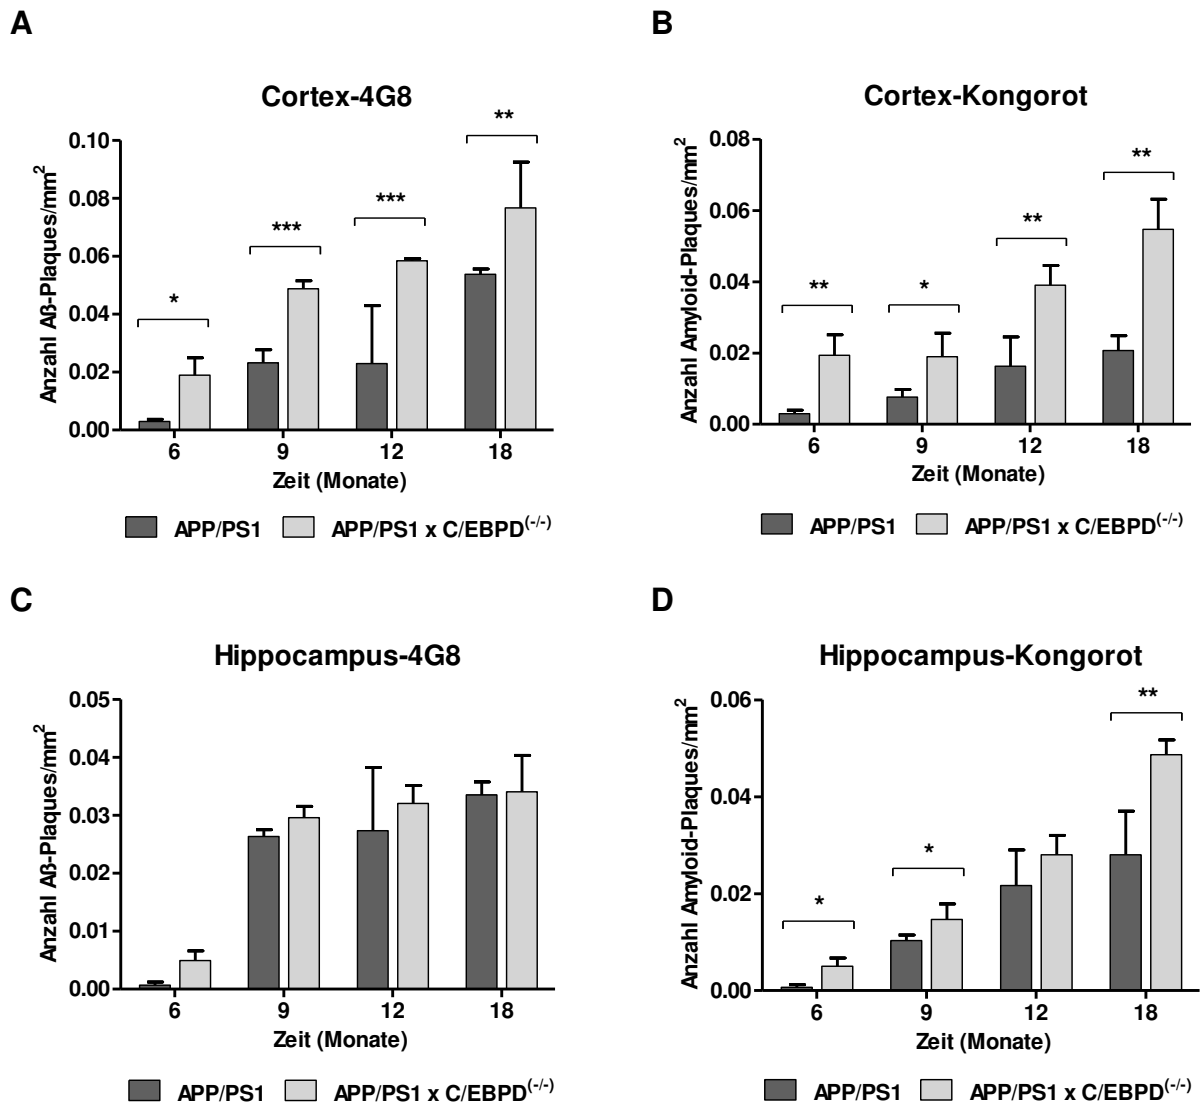 A
Cortex-4G8
Anzahl Aß-Plaques/mm²
0.10
0.08
0.06
0.04
0.02
0.00
*
***
***
**
6 9 12 18
Zeit (Monate)
APP/PS1 APP/PS1 x C/EBPD(-/-)
B
Cortex-Kongorot
Anzahl Amyloid-Plaques/mm²
0.08
0.06
0.04
0.02
0.00
**
*
**
**
6 9 12 18
Zeit (Monate)
APP/PS1 APP/PS1 x C/EBPD(-/-)
C
Hippocampus-4G8
Anzahl Aß-Plaques/mm²
0.05
0.04
0.03
0.02
0.01
0.00
6 9 12 18
Zeit (Monate)
APP/PS1 APP/PS1 x C/EBPD(-/-)
D
Hippocampus-Kongorot
Anzahl Amyloid-Plaques/mm²
0.06
0.04
0.02
0.00
*
*
**
6 9 12 18
Zeit (Monate)
APP/PS1 APP/PS1 x C/EBPD(-/-)